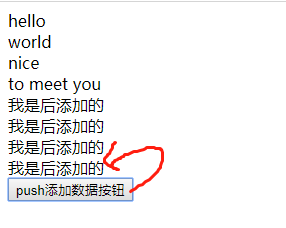 hello
world
nice
to meet you
我是后添加的
我是后添加的
我是后添加的
我是后添加的
push添加数据按钮